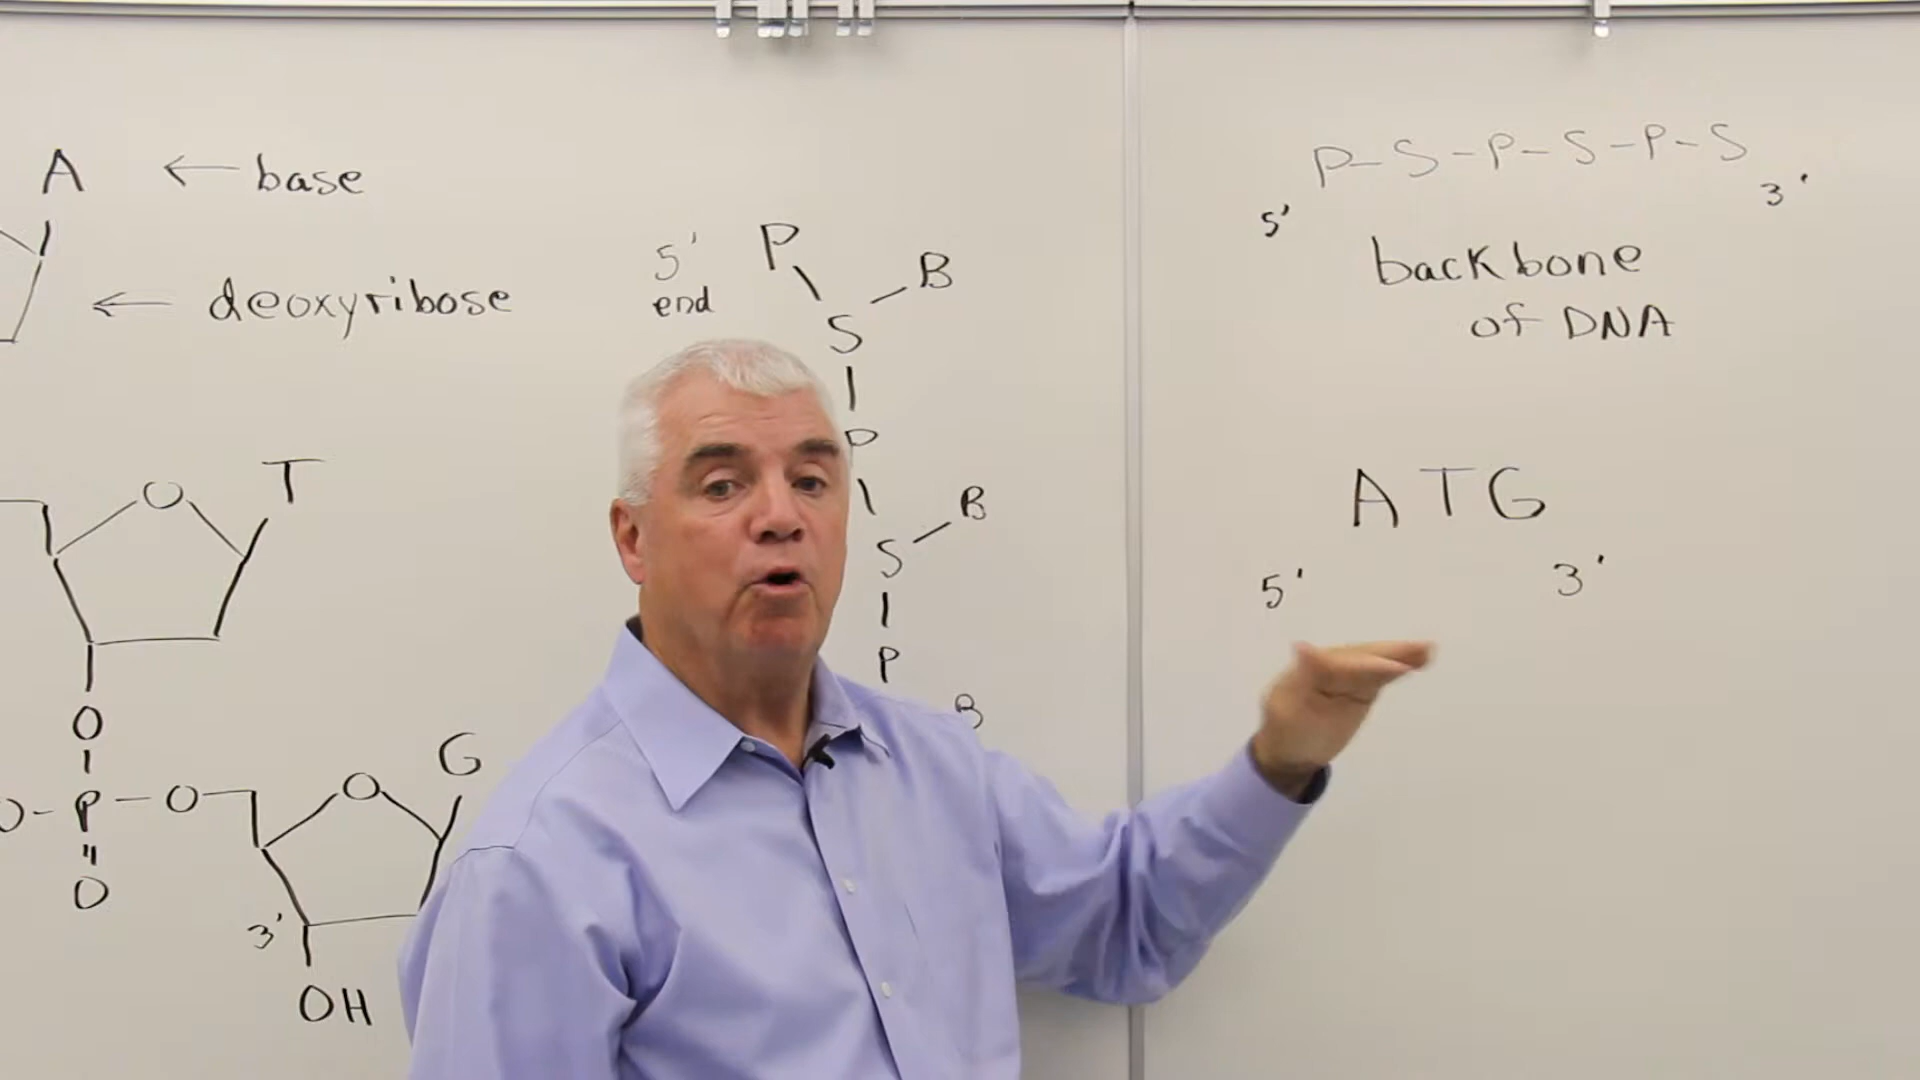 A ← base
← deoxyribose
T
O
O
O-P-O
O
G
O
3'
OH
5'
end
P
S-B
P
S-B
P
B
P-S-P-S-P-S
5' 3'
backbone
of DNA
ATG
5' 3'